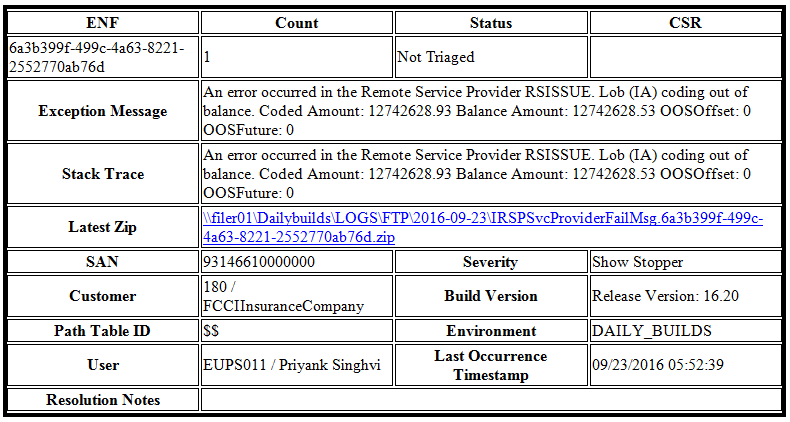 ENF Count Status CSR
6a3b399f-499c-4a63-8221-
2552770ab76d 1 Not Triaged
Exception Message An error occurred in the Remote Service Provider RSISSUE. Lob (IA) coding out of
balance. Coded Amount: 12742628.93 Balance Amount: 12742628.53 OOSOffset: 0
OOSFuture: 0
Stack Trace An error occurred in the Remote Service Provider RSISSUE. Lob (IA) coding out of
balance. Coded Amount: 12742628.93 Balance Amount: 12742628.53 OOSOffset: 0
OOSFuture: 0
Latest Zip \\filer01\Dailybuilds\LOGS\FTP\2016-09-23\IRSPSvcProviderFailMsg.6a3b399f-499c-
4a63-8221-2552770ab76d.zip
SAN 93146610000000 Severity Show Stopper
Customer 180 /
FCCIInsuranceCompany Build Version Release Version: 16.20
Path Table ID $$ Environment DAILY_BUILDS
User EUPS011 / Priyank Singhvi Last Occurrence
Timestamp 09/23/2016 05:52:39
Resolution Notes